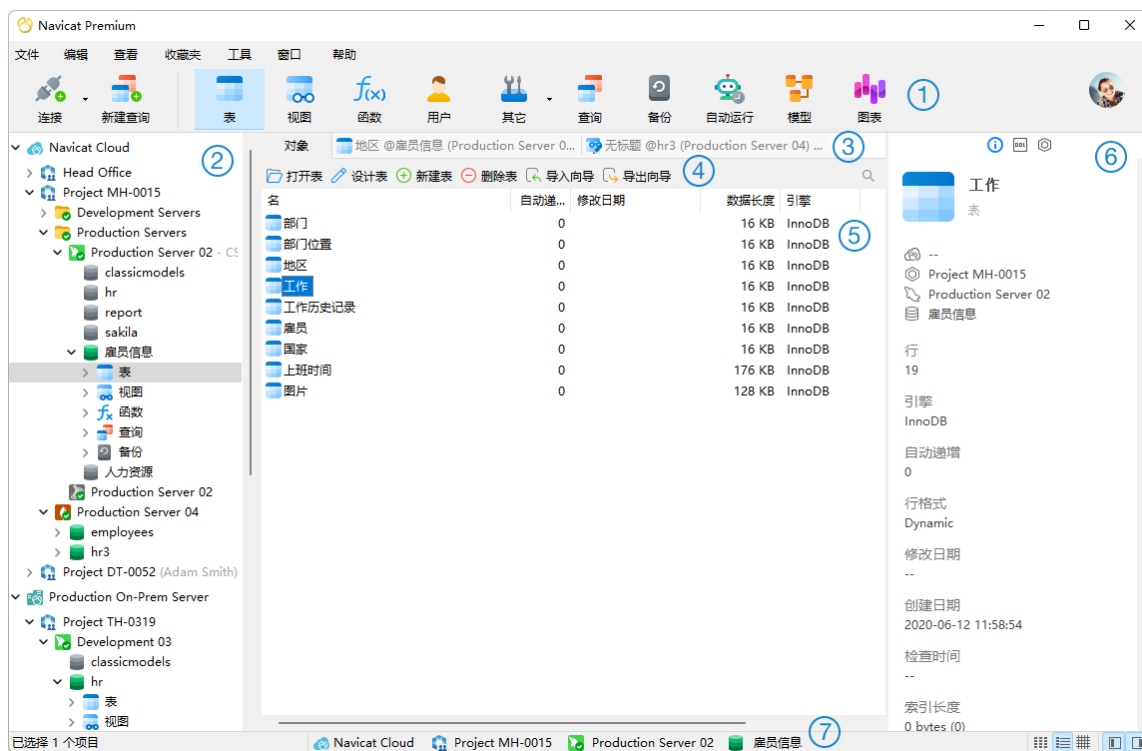 Navicat Premium
文件 编辑 查看 收藏夹 工具 窗口 帮助
连接 新建查询 表 视图 函数 用户 其它 查询 备份 自动运行 模型 图表 1
Navicat Cloud 2
Head Office
Project MH-0015
Development Servers
Production Servers
Production Server 02 - CS
classicmodels
hr
report
sakila
雇员信息
表
视图
函数
查询
备份
人力资源
Production Server 02
Production Server 04
employees
hr3
Project DT-0052 (Adam Smith)
Production On-Prem Server
Project TH-0319
Development 03
classicmodels
hr
表
视图
对象 地区 @雇员信息 (Production Server 0... 无标题 @hr3 (Production Server 04) ... 3
打开表 设计表 新建表 删除表 导入向导 导出向导 4
名 自动递... 修改日期 数据长度 引擎
部门 0 16 KB InnoDB
部门位置 0 16 KB InnoDB 5
地区 0 16 KB InnoDB
工作 0 16 KB InnoDB
工作历史记录 0 16 KB InnoDB
雇员 0 16 KB InnoDB
国家 0 16 KB InnoDB
上班时间 0 176 KB InnoDB
图片 0 128 KB InnoDB
DDL 6
工作
表
--
Project MH-0015
Production Server 02
雇员信息
行
19
引擎
InnoDB
自动递增
0
行格式
Dynamic
修改日期
--
创建日期
2020-06-12 11:58:54
检查时间
--
索引长度
0 bytes (0)
已选择 1 个项目 Navicat Cloud Project MH-0015 Production Server 02 雇员信息 7